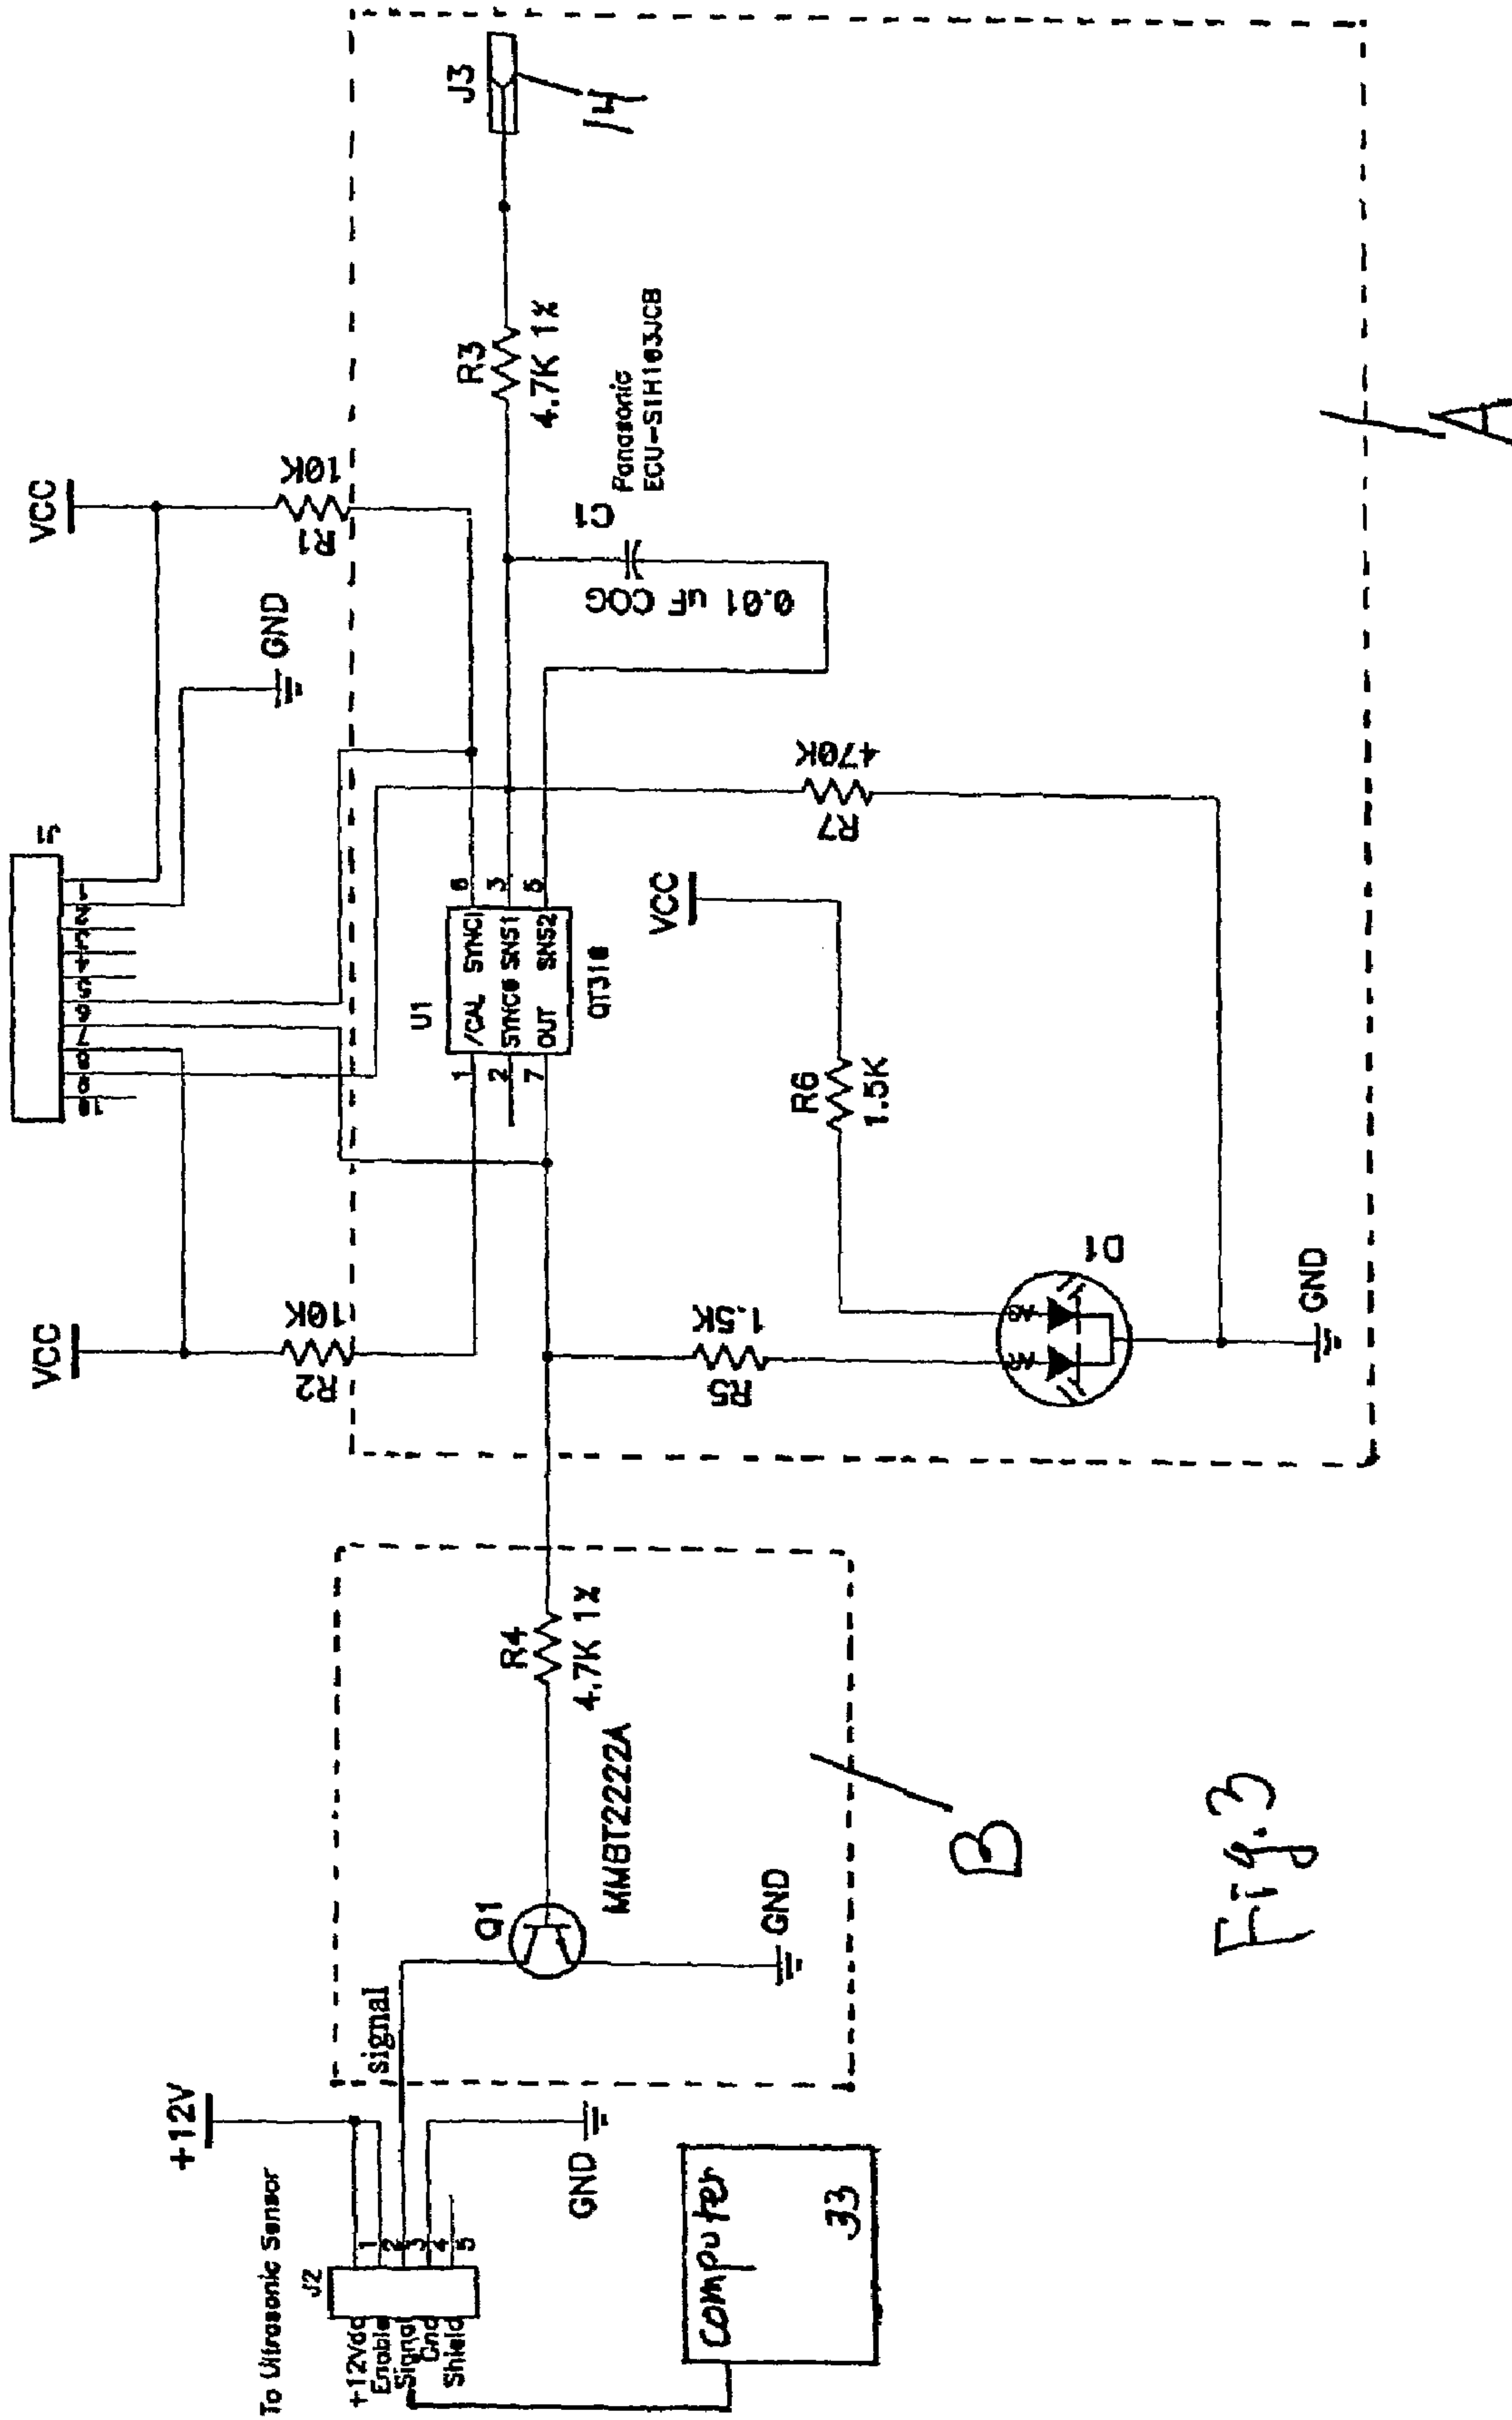 To Ultrasonic Sensor
+12V
J2
+12Vdc
Enable
Signal
Gnd
Shield
1
2
3
4
5
GND
computer
33
signal
Q1
MMBT2222A
GND
R4
4.7K 1%
B
VCC
R2
10K
R5
1.5K
D1
GND
1
2
3
4
5
6
7
8
9
10
U1
/CAL SYNCI
SNS1
OUT SNS2
1
2
7
6
3
5
R6
1.5K
VCC
R7
470K
GND
VCC
R1
10K
C1
0.01 uF COG
Panasonic
ECU-S1H103JCB
R3
4.7K 1%
J3
14
A
Fig.3